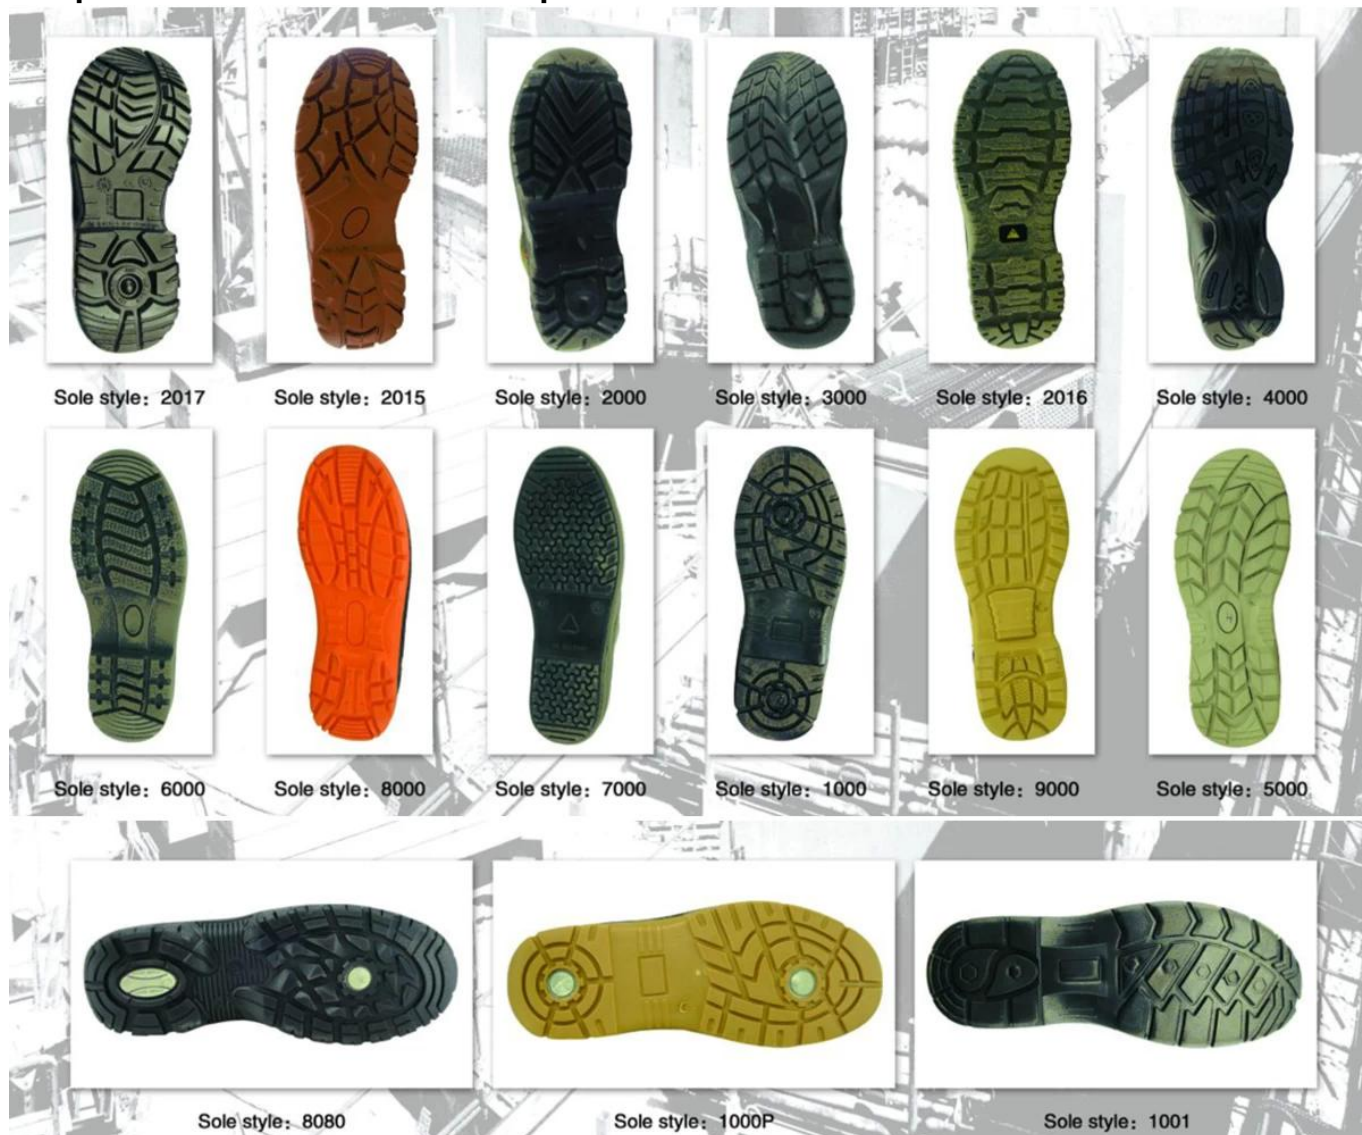 Sole style：2017
Sole style：2015
Sole style：2000
Sole style：3000
Sole style：2016
Sole style：4000
Sole style：6000
Sole style：8000
Sole style：7000
Sole style：1000
Sole style：9000
Sole style：5000
Sole style：8080
Sole style：1000P
Sole style：1001